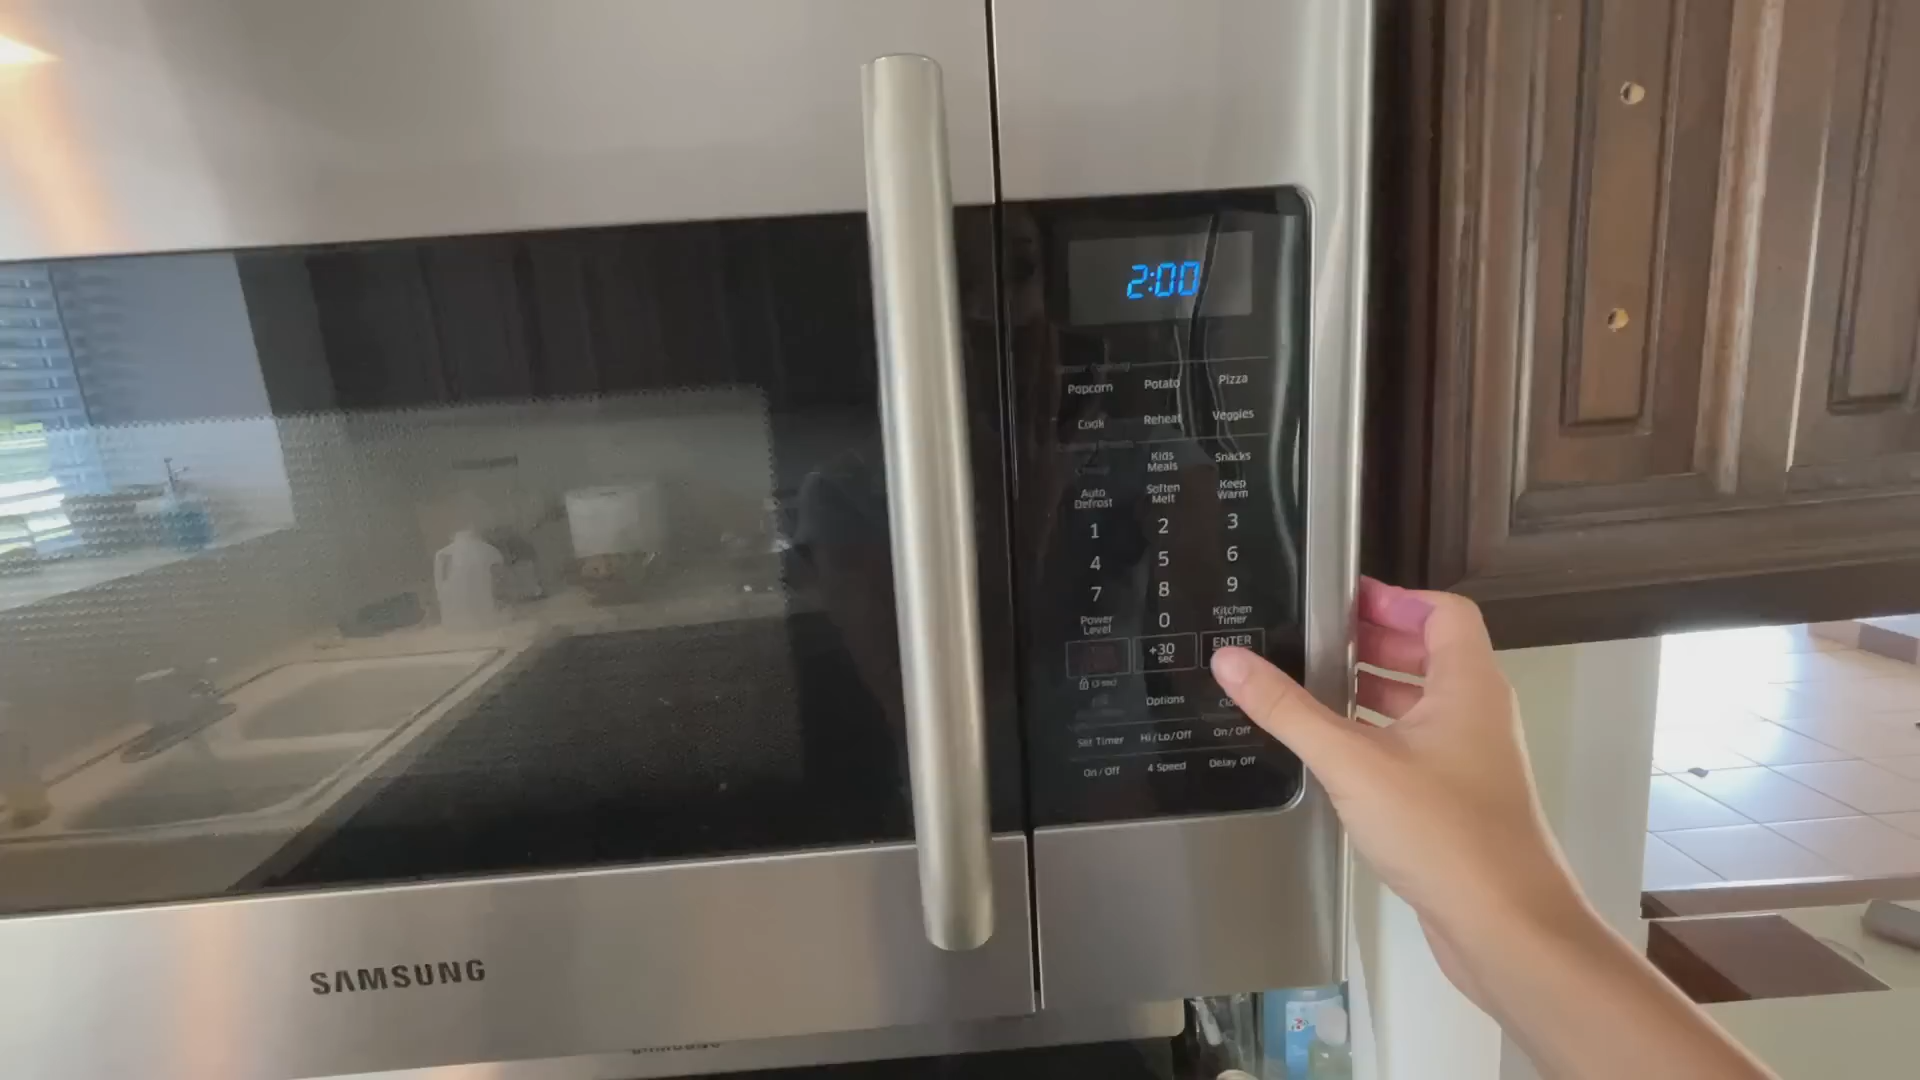 2:00
Popcorn Potato Pizza
Cook Reheat Veggies
Kids Meals Snacks
Auto Defrost Soften Melt Keep Warm
1 2 3
4 5 6
7 8 9
Power Level 0 Kitchen Timer
+30 sec ENTER
(3 sec)
Options
Set Timer Hi/Lo/Off On/Off
On/Off 4 Speed Delay Off
SAMSUNG